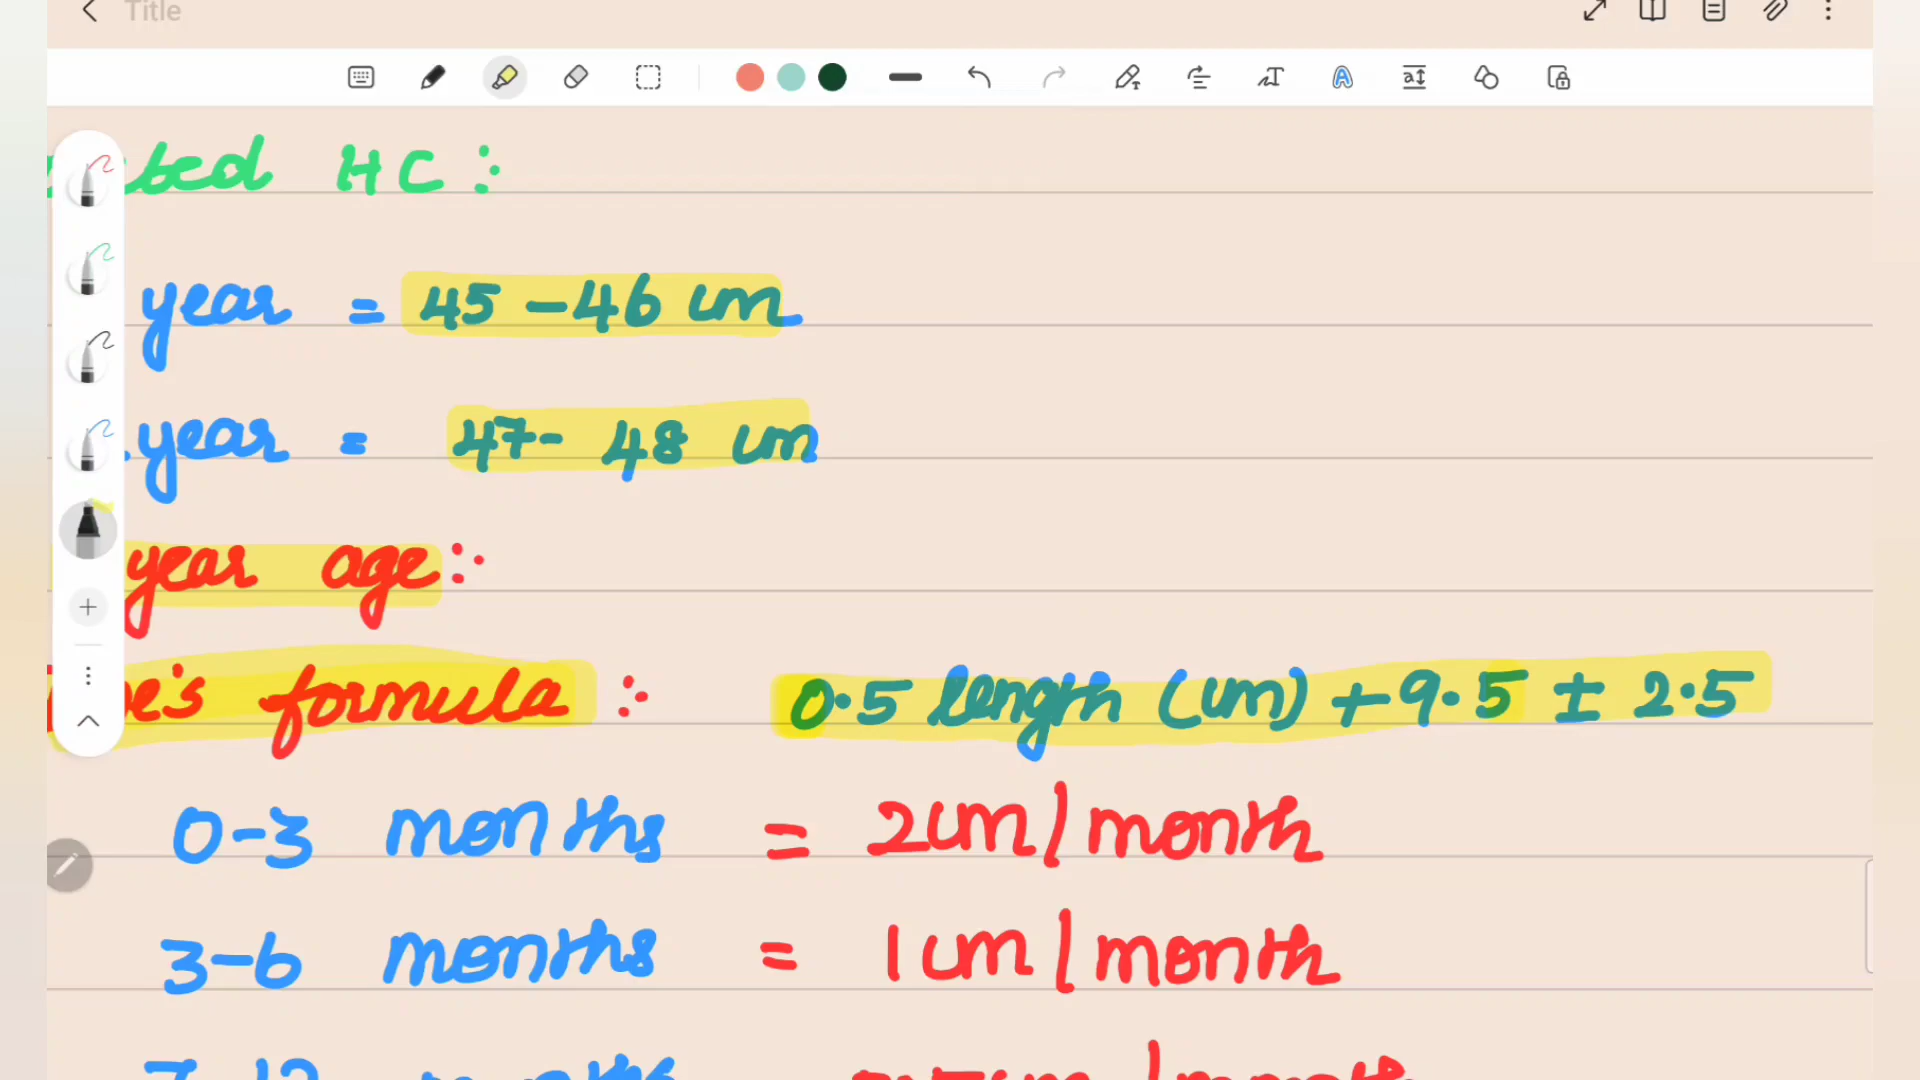 Title
HC :
year = 45 - 46 cm
year = 47 - 48 cm
year age :
formula : 0.5 length (cm) + 9.5 ± 2.5
0-3 months = 2cm/month
3-6 months = 1cm/month